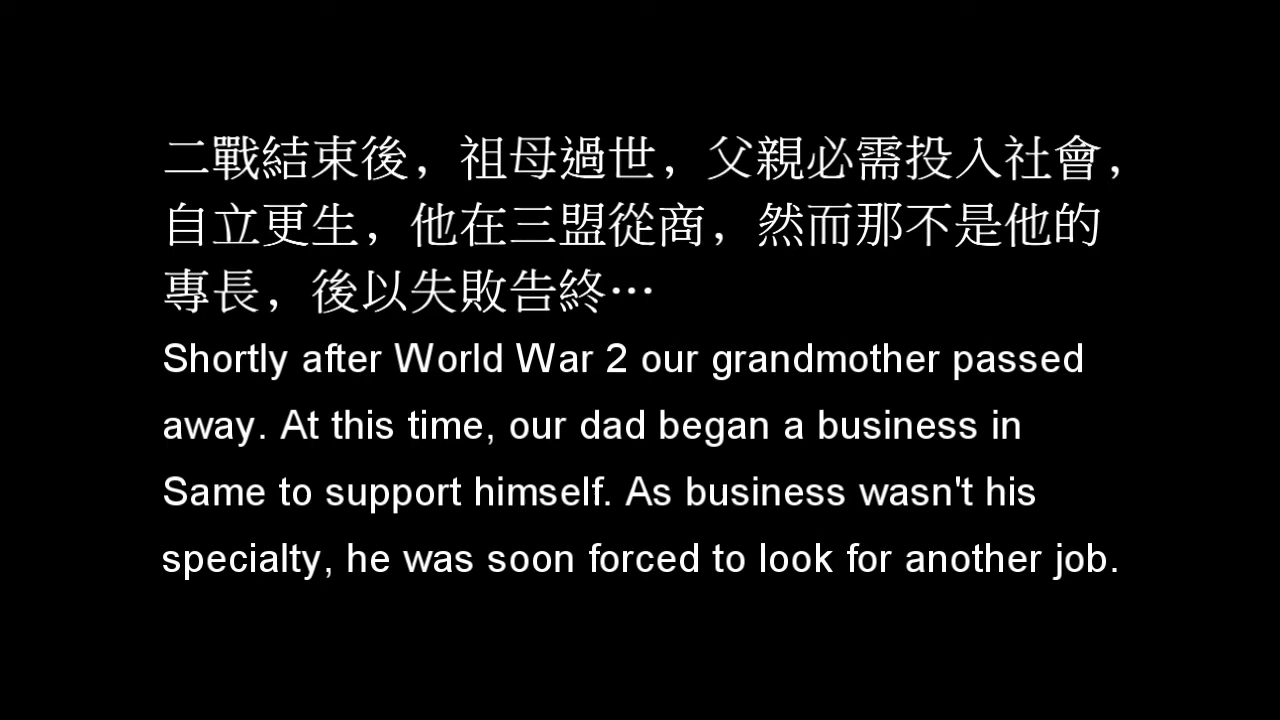 二戰結束後，祖母過世，父親必需投入社會，
自立更生，他在三盟從商，然而那不是他的
專長，後以失敗告終…
Shortly after World War 2 our grandmother passed
away. At this time, our dad began a business in
Same to support himself. As business wasn't his
specialty, he was soon forced to look for another job.